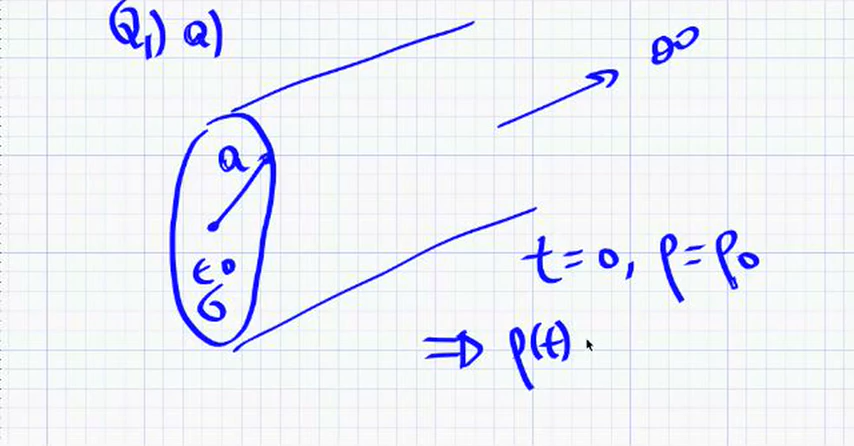 Q1) a)
∞
a
t=0, ρ=ρ0
ε0
σ
⇒ ρ(t)